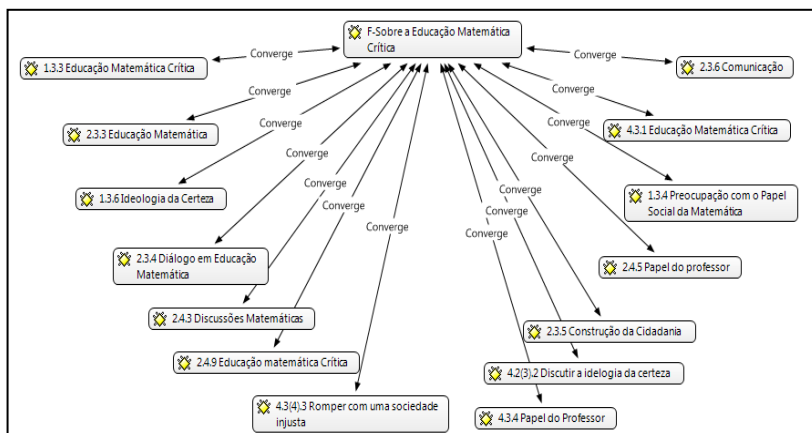 F-Sobre a Educação Matemática
Crítica
Converge
1.3.3 Educação Matemática Crítica
Converge
2.3.6 Comunicação
Converge
2.3.3 Educação Matemática
Converge
4.3.1 Educação Matemática Crítica
Converge
1.3.6 Ideologia da Certeza
Converge
1.3.4 Preocupação com o Papel
Social da Matemática
Converge
2.3.4 Diálogo em Educação
Matemática
Converge
2.4.5 Papel do professor
Converge
2.4.3 Discussões Matemáticas
Converge
2.3.5 Construção da Cidadania
Converge
2.4.9 Educação matemática Crítica
Converge
4.2(3).2 Discutir a idelogia da certeza
Converge
4.3(4).3 Romper com uma sociedade
injusta
Converge
4.3.4 Papel do Professor